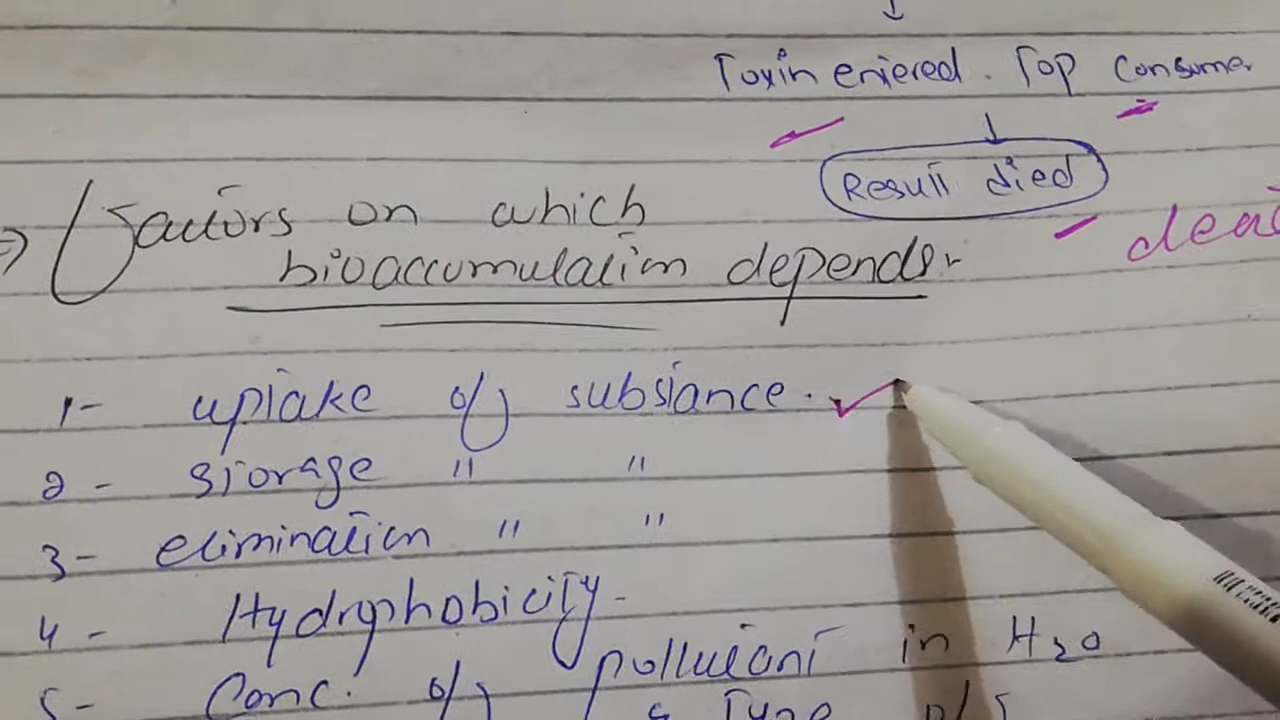 Toxin entered. Top Consumer
Result died
⇒ Factors on which
bioaccumulation depends.
1- uptake of substance.
2- storage " "
3- elimination " "
4- Hydrophobicity.
5- Conc. of pollutant in H2O
& Type